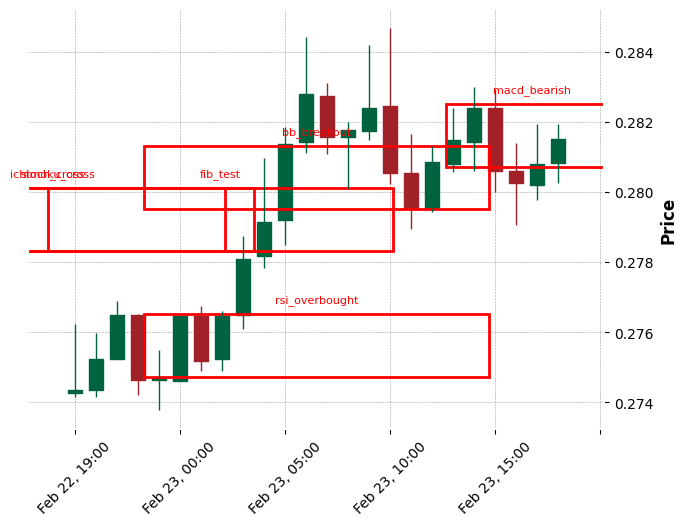 macd_bearish
bb_breakout
fib_test
rsi_overbought
0.284
0.282
0.280
0.278
0.276
0.274
Price
Feb 22, 19:00
Feb 23, 00:00
Feb 23, 05:00
Feb 23, 10:00
Feb 23, 15:00